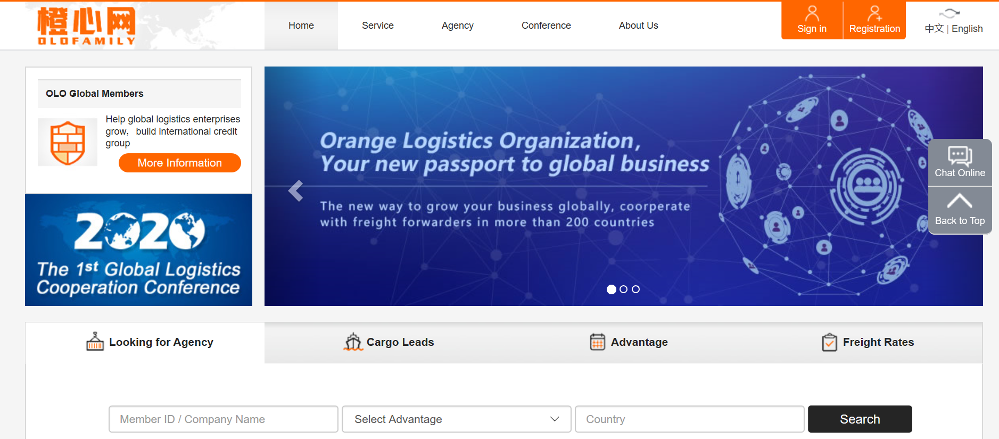 橙心网
OLOFAMILY
Home
Service
Agency
Conference
About Us
Sign in
Registration
中文 | English
OLO Global Members
Help global logistics enterprises
grow，build international credit
group
More Information
2020
The 1st Global Logistics
Cooperation Conference
Orange Logistics Organization,
Your new passport to global business
The new way to grow your business globally, coorperate
with freight forwarders in more than 200 countries
Chat Online
Back to Top
Looking for Agency
Cargo Leads
Advantage
Freight Rates
Member ID / Company Name
Select Advantage
Country
Search